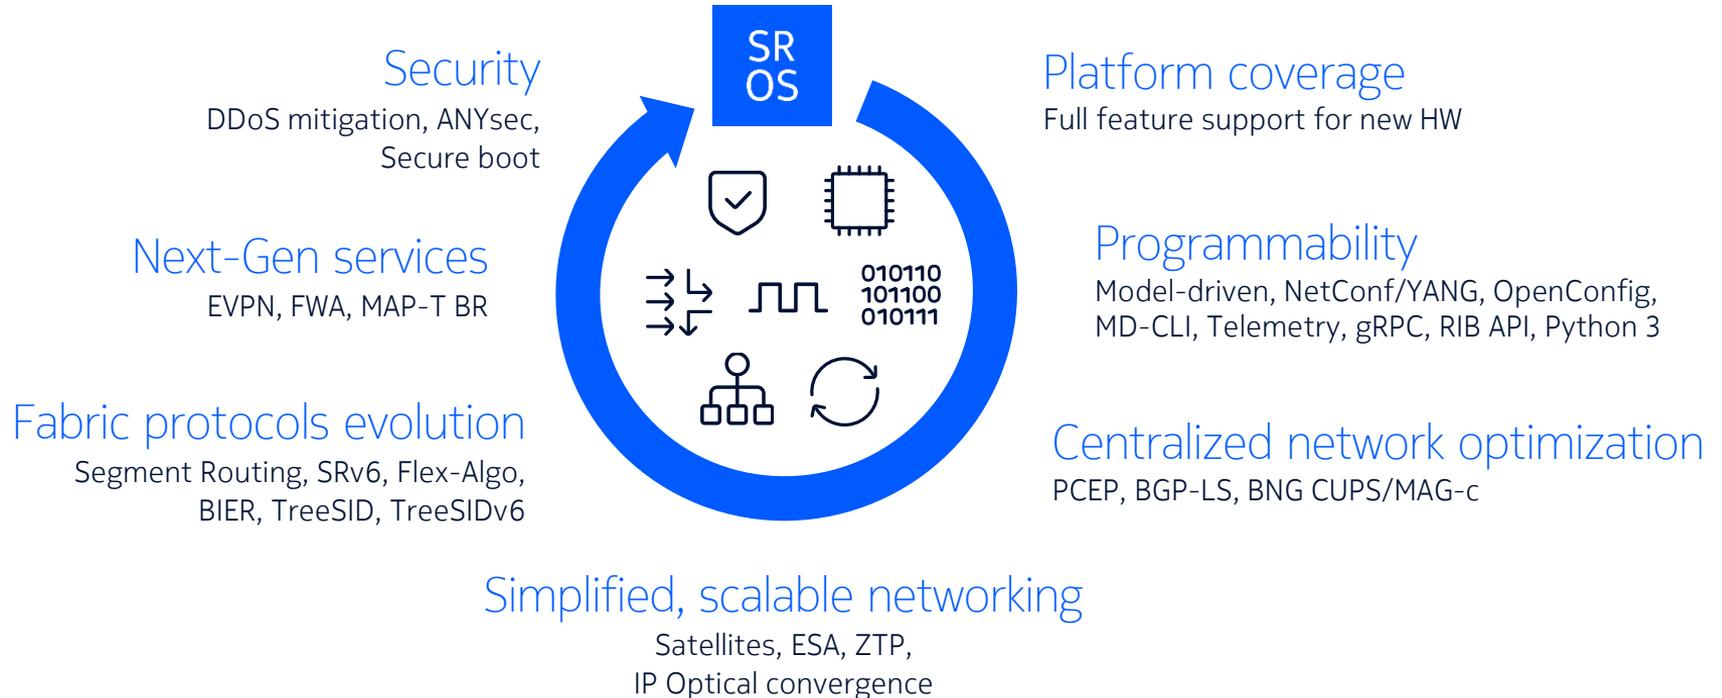 SR
OS
Security
DDoS mitigation, ANYsec,
Secure boot
Platform coverage
Full feature support for new HW
Next-Gen services
EVPN, FWA, MAP-T BR
Programmability
Model-driven, NetConf/YANG, OpenConfig,
MD-CLI, Telemetry, gRPC, RIB API, Python 3
010110
101100
010111
Fabric protocols evolution
Segment Routing, SRv6, Flex-Algo,
BIER, TreeSID, TreeSIDv6
Centralized network optimization
PCEP, BGP-LS, BNG CUPS/MAG-c
Simplified, scalable networking
Satellites, ESA, ZTP,
IP Optical convergence